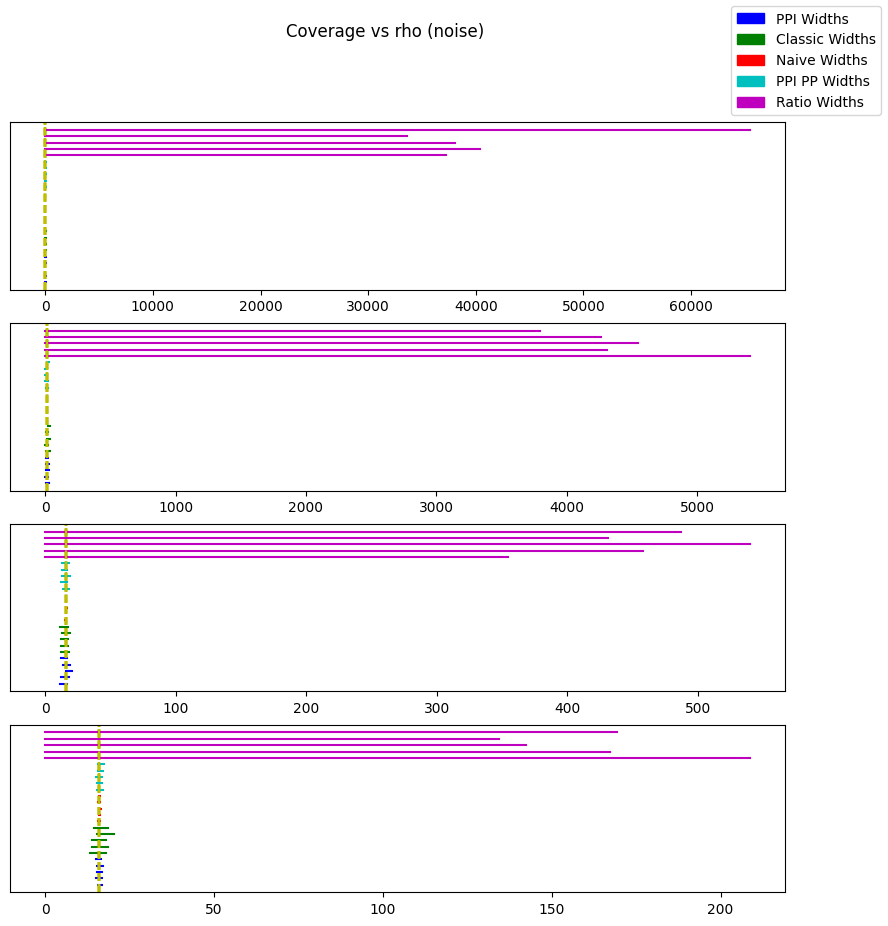 Coverage vs rho (noise)
PPI Widths
Classic Widths
Naive Widths
PPI PP Widths
Ratio Widths
0 10000 20000 30000 40000 50000 60000
0 1000 2000 3000 4000 5000
0 100 200 300 400 500
0 50 100 150 200